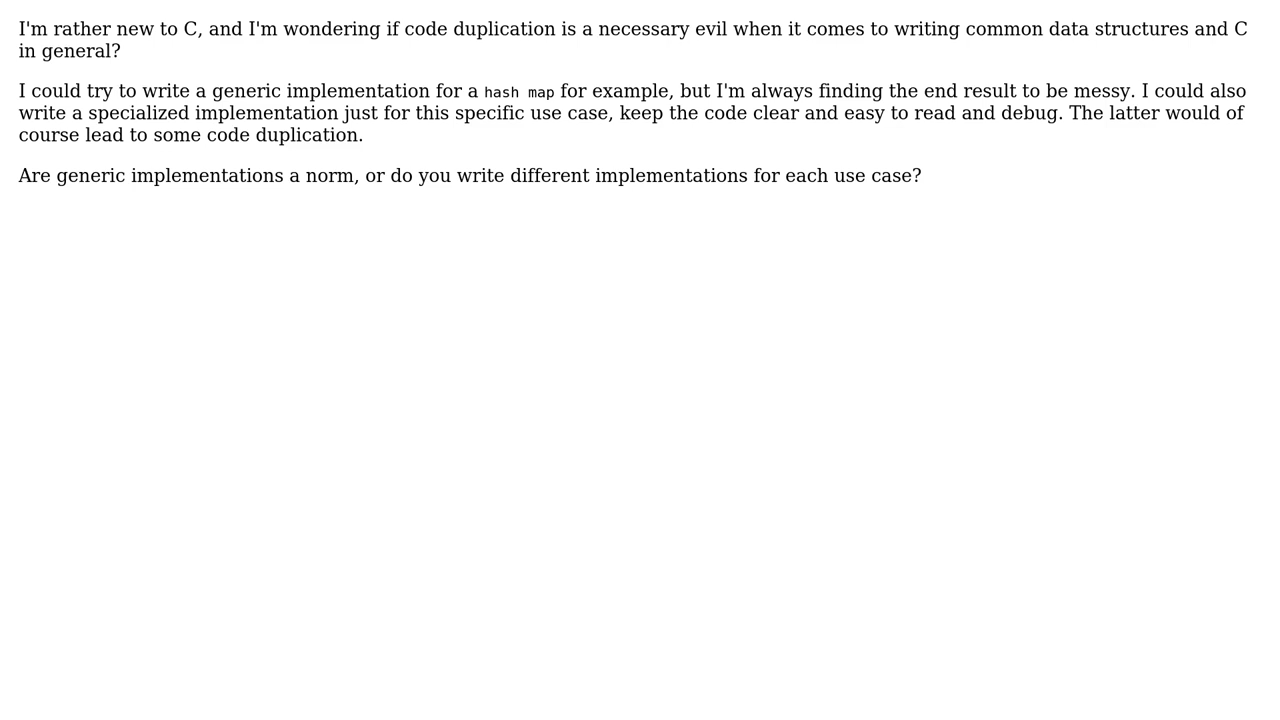 I'm rather new to C, and I'm wondering if code duplication is a necessary evil when it comes to writing common data structures and C
in general?
I could try to write a generic implementation for a hash map for example, but I'm always finding the end result to be messy. I could also
write a specialized implementation just for this specific use case, keep the code clear and easy to read and debug. The latter would of
course lead to some code duplication.
Are generic implementations a norm, or do you write different implementations for each use case?